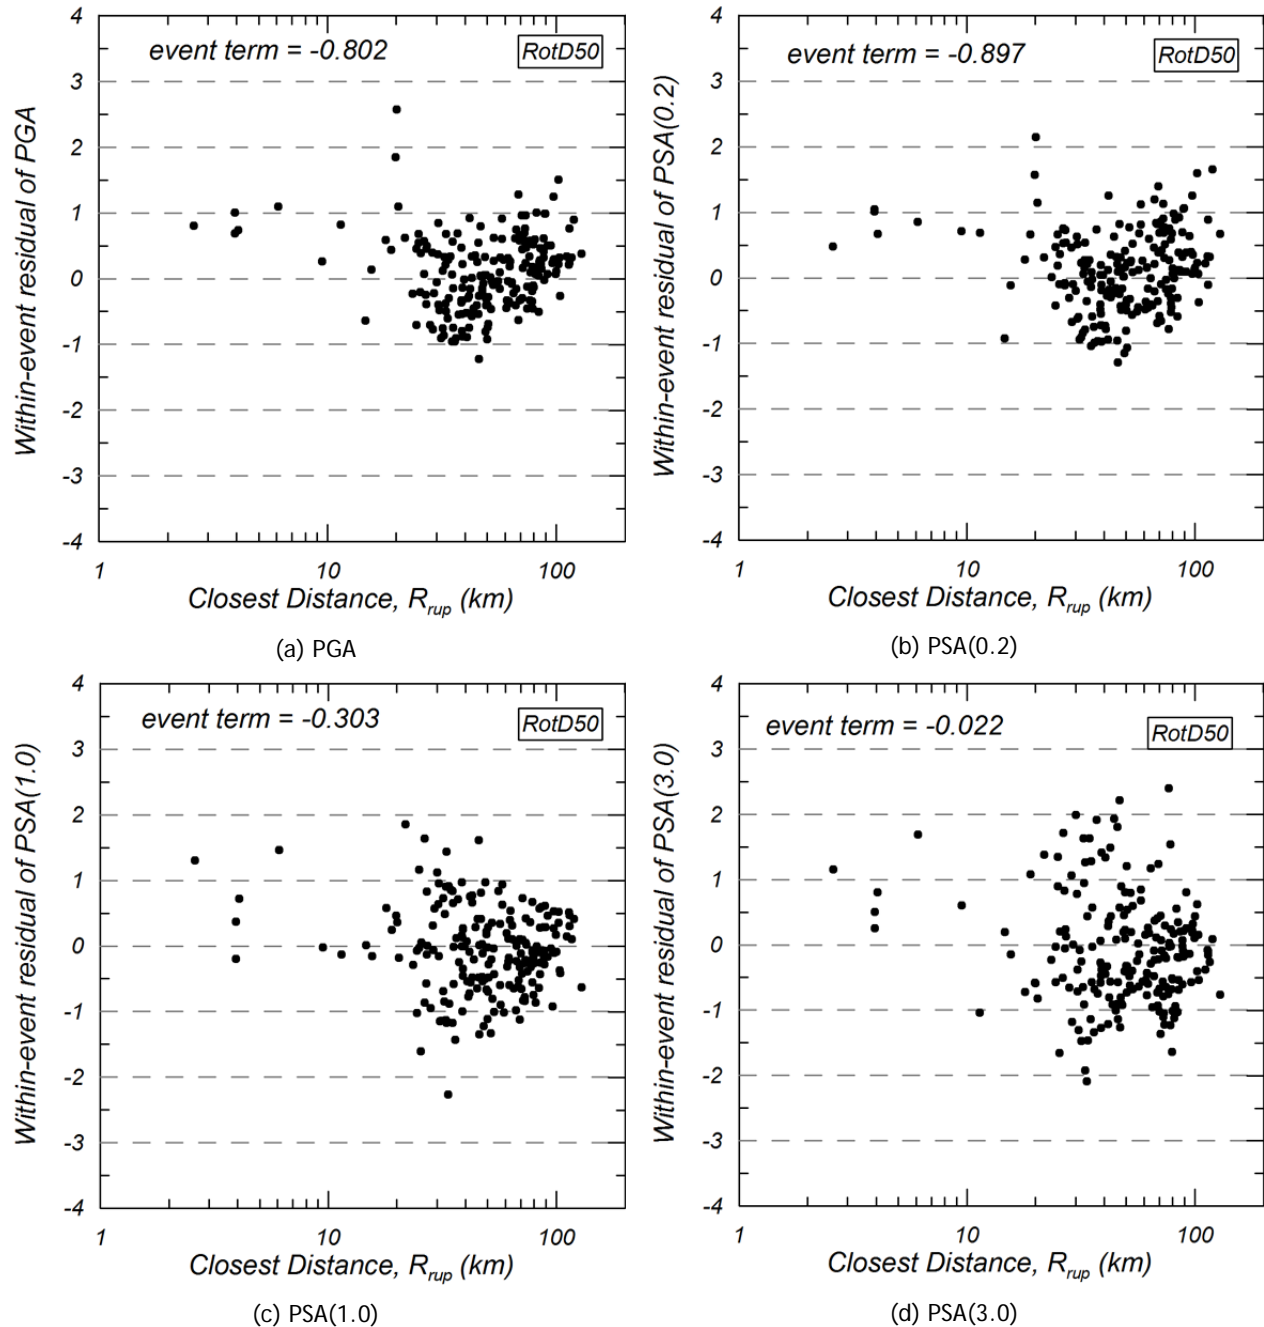 event term = -0.802
RotD50
Within-event residual of PGA
4
3
2
1
0
-1
-2
-3
-4
1
10
100
Closest Distance, Rrup (km)
(a) PGA
event term = -0.897
RotD50
Within-event residual of PSA(0.2)
4
3
2
1
0
-1
-2
-3
-4
1
10
100
Closest Distance, Rrup (km)
(b) PSA(0.2)
event term = -0.303
RotD50
Within-event residual of PSA(1.0)
4
3
2
1
0
-1
-2
-3
-4
1
10
100
Closest Distance, Rrup (km)
(c) PSA(1.0)
event term = -0.022
RotD50
Within-event residual of PSA(3.0)
4
3
2
1
0
-1
-2
-3
-4
1
10
100
Closest Distance, Rrup (km)
(d) PSA(3.0)